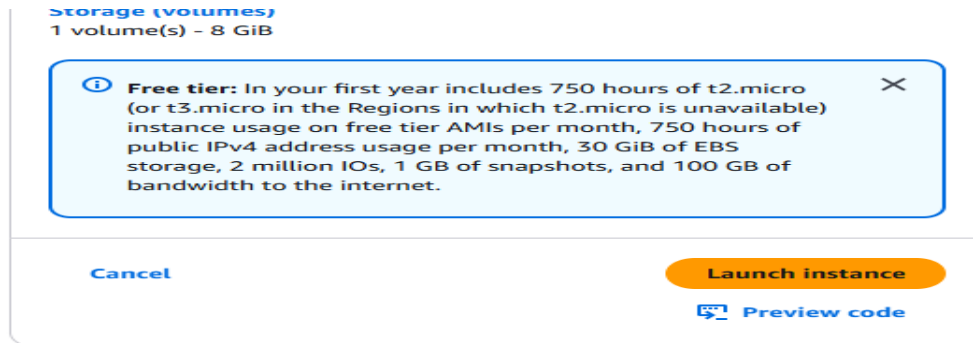 Storage (volumes)
1 volume(s) - 8 GiB
Free tier: In your first year includes 750 hours of t2.micro
(or t3.micro in the Regions in which t2.micro is unavailable)
instance usage on free tier AMIs per month, 750 hours of
public IPv4 address usage per month, 30 GiB of EBS
storage, 2 million IOs, 1 GB of snapshots, and 100 GB of
bandwidth to the internet.
Cancel
Launch instance
Preview code